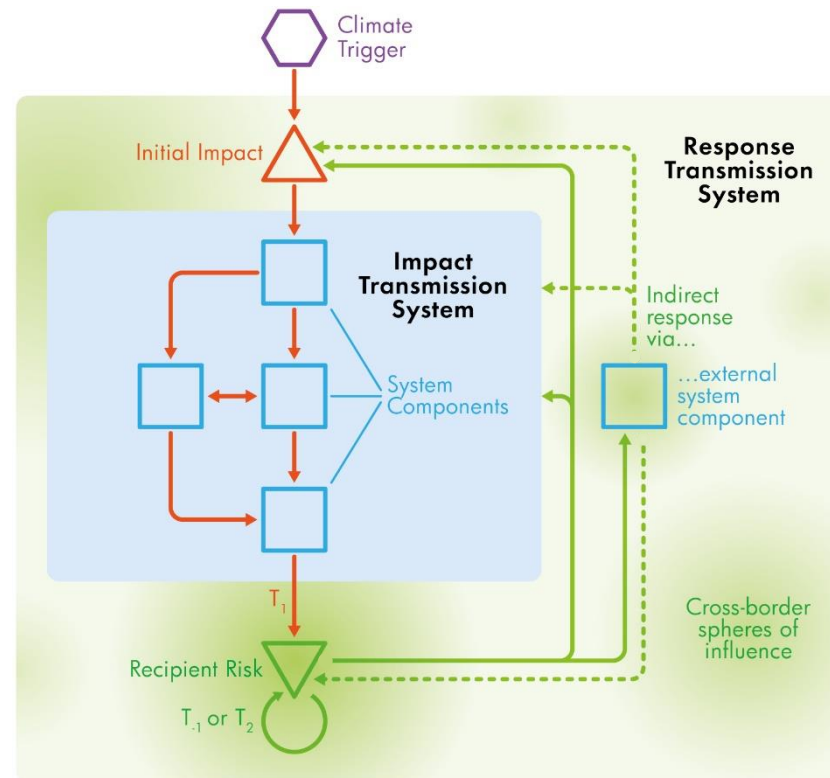 Climate
Trigger
Initial Impact
Response
Transmission
System
Impact
Transmission
System
Indirect
response
via...
...external
system
component
System
Components
T₁
Cross-border
spheres of
influence
Recipient Risk
T₋₁ or T₂